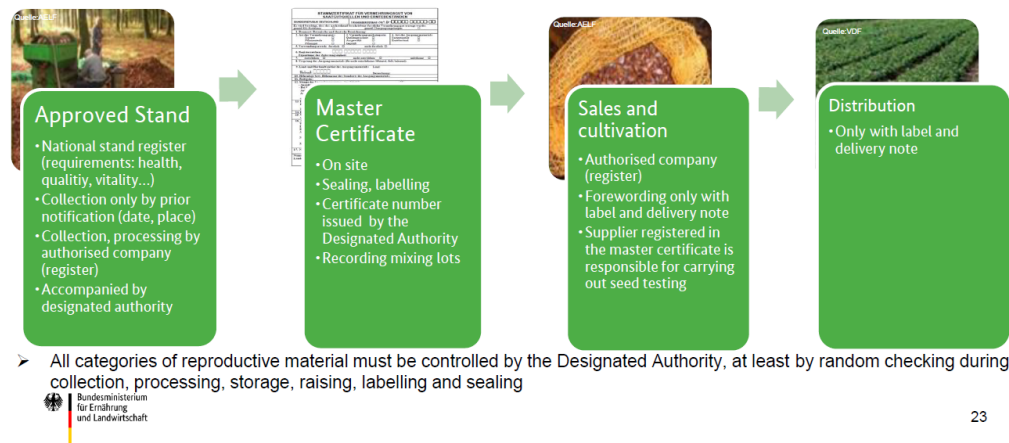 Quelle:AELF
Approved Stand
•National stand register
(requirements: health,
qualitiy, vitality...)
•Collection only by prior
notification (date, place)
•Collection, processing by
authorised company
(register)
•Accompanied by
designated authority
Master
Certificate
•On site
•Sealing, labelling
•Certificate number
issued by the
Designated Authority
•Recording mixing lots
Quelle:AELF
Sales and
cultivation
•Authorised company
(register)
•Forewording only with
label and delivery note
•Supplier registered in
the master certificate is
responsible for carrying
out seed testing
Quelle:VDF
Distribution
•Only with label and
delivery note
➢ All categories of reproductive material must be controlled by the Designated Authority, at least by random checking during
collection, processing, storage, raising, labelling and sealing
Bundesministerium
für Ernährung
und Landwirtschaft
23